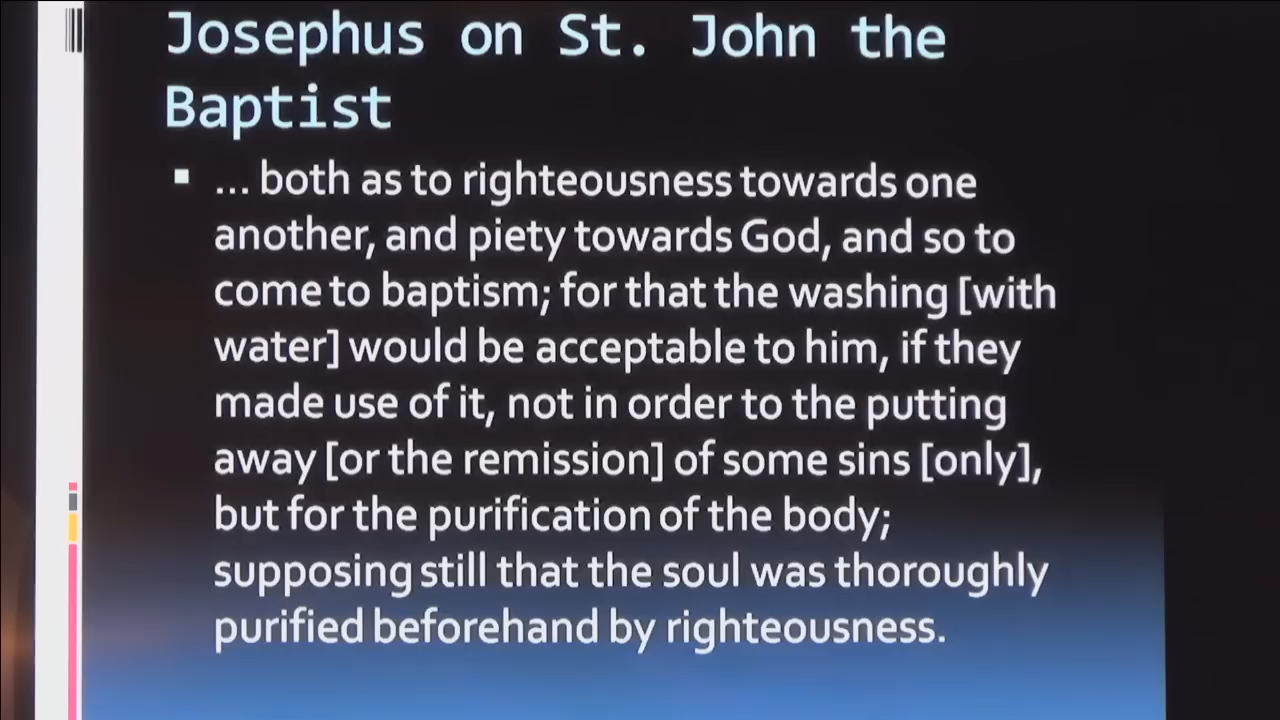 Josephus on St. John the
Baptist
▪ ... both as to righteousness towards one
another, and piety towards God, and so to
come to baptism; for that the washing [with
water] would be acceptable to him, if they
made use of it, not in order to the putting
away [or the remission] of some sins [only],
but for the purification of the body;
supposing still that the soul was thoroughly
purified beforehand by righteousness.